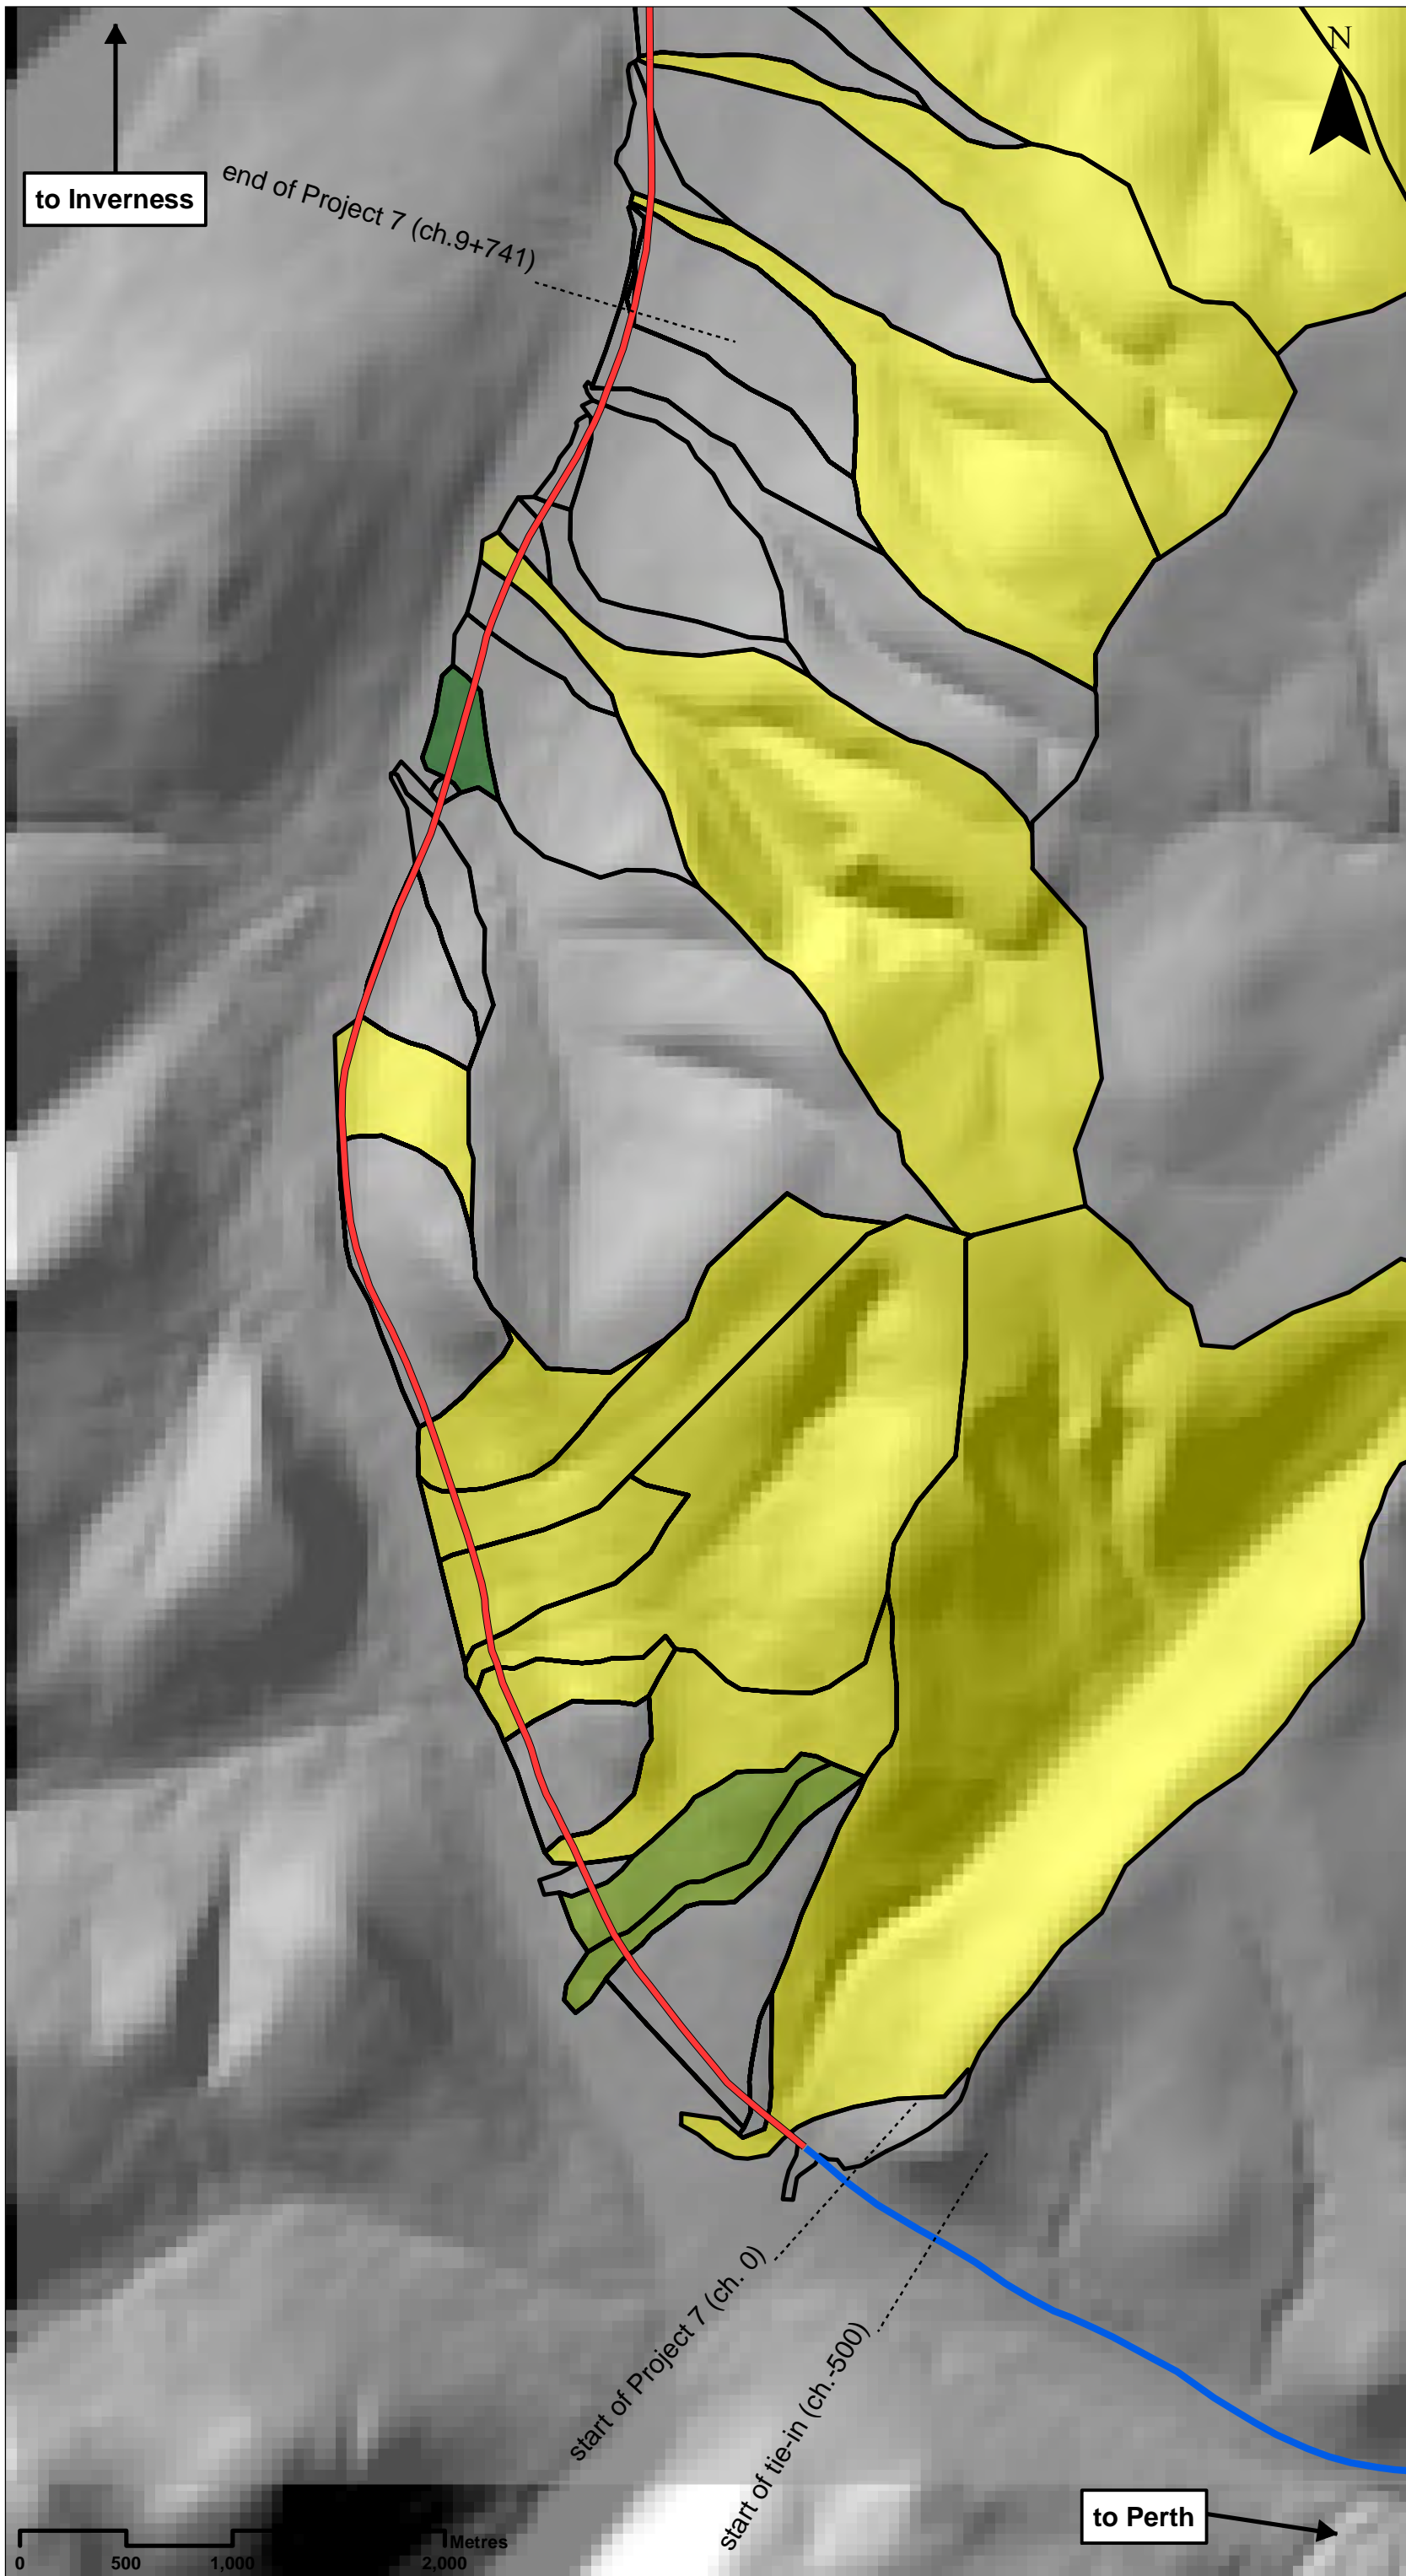 N
to Inverness
end of Project 7 (ch.9+741)
start of Project 7 (ch. 0)
start of tie-in (ch.-500)
to Perth
Metres
0 500 1,000 2,000